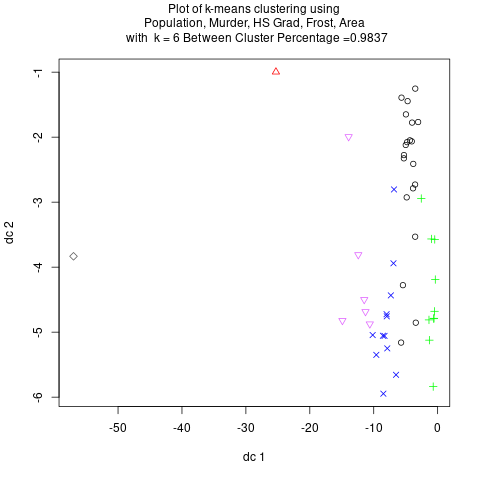 Plot of k-means clustering using
Population, Murder, HS Grad, Frost, Area
with k = 6 Between Cluster Percentage =0.9837
-1
-2
-3
-4
-5
-6
dc 2
-50 -40 -30 -20 -10 0
dc 1